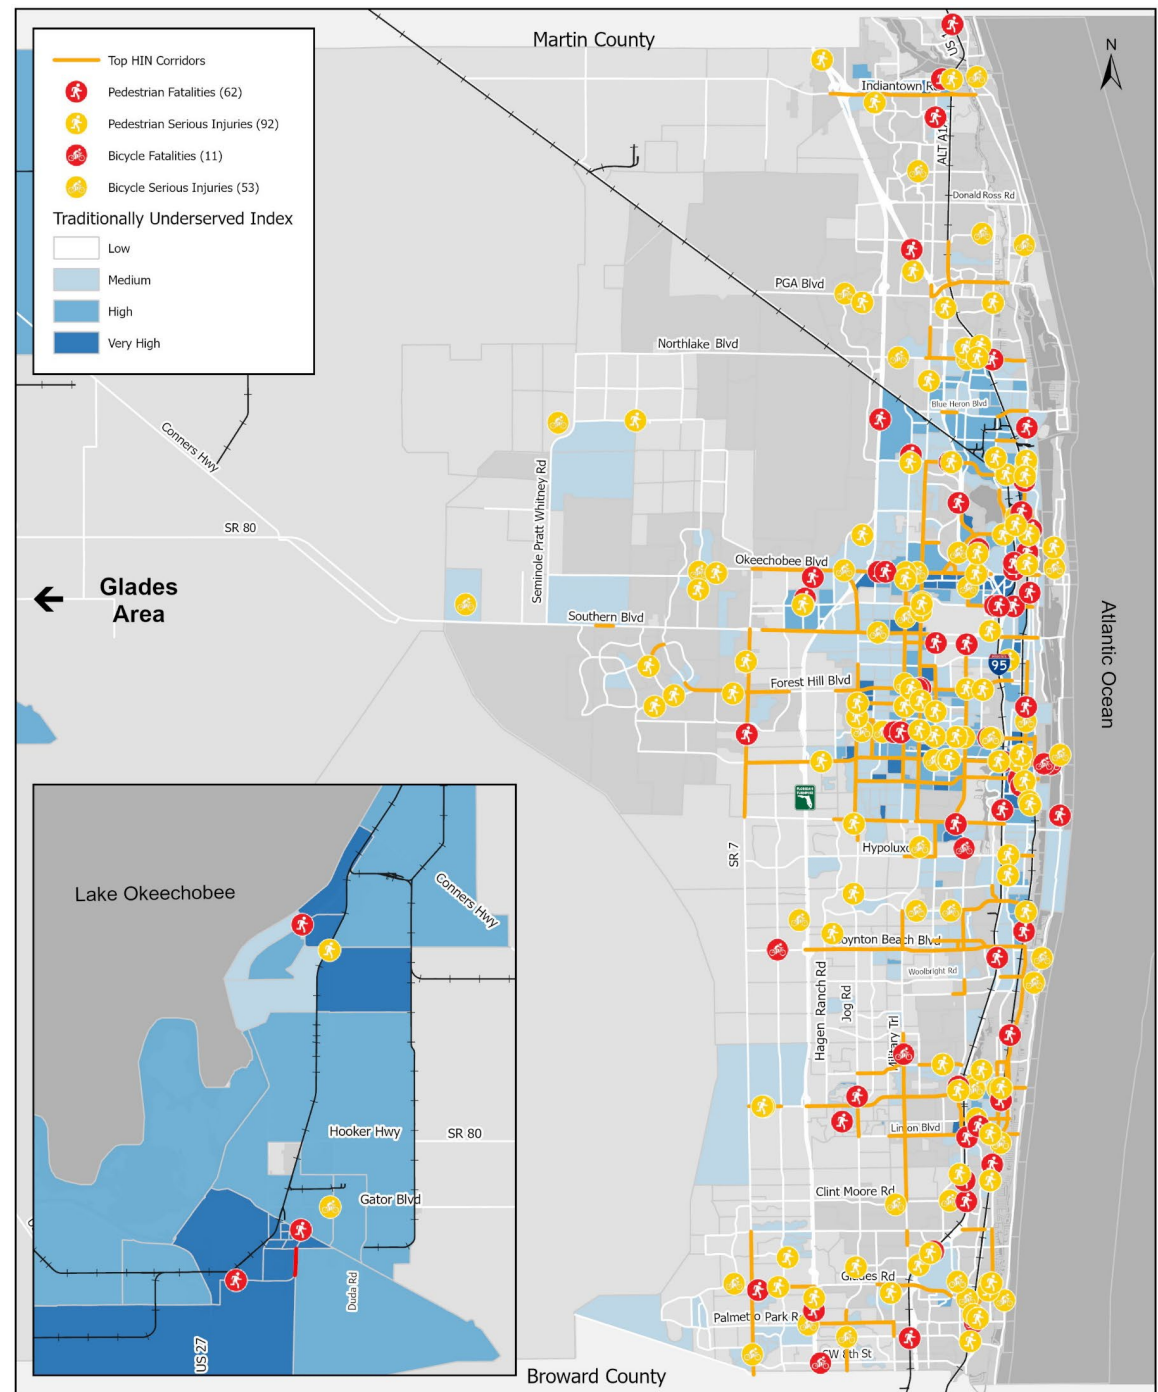 Top HIN Corridors
Pedestrian Fatalities (62)
Pedestrian Serious Injuries (92)
Bicycle Fatalities (11)
Bicycle Serious Injuries (53)
Traditionally Underserved Index
Low
Medium
High
Very High
Martin County
N
US 1
Indiantown R
ALT A1A
Donald Ross Rd
PGA Blvd
Northlake Blvd
Blue Heron Blvd
Conners Hwy
SR 80
Seminole Pratt Whitney Rd
Okeechobee Blvd
Glades
Area
Southern Blvd
Atlantic Ocean
95
Forest Hill Blvd
SR 7
Hypoluxo
Lake Okeechobee
Conners Hwy
oynton Beach Blvd
Woolbright Rd
Hagen Ranch Rd
Jog Rd
Military Trl
Hooker Hwy
SR 80
Linton Blvd
Gator Blvd
Clint Moore Rd
Duda Rd
Glades Rd
Palmetto Park R
US 27
SW 8th St
Broward County